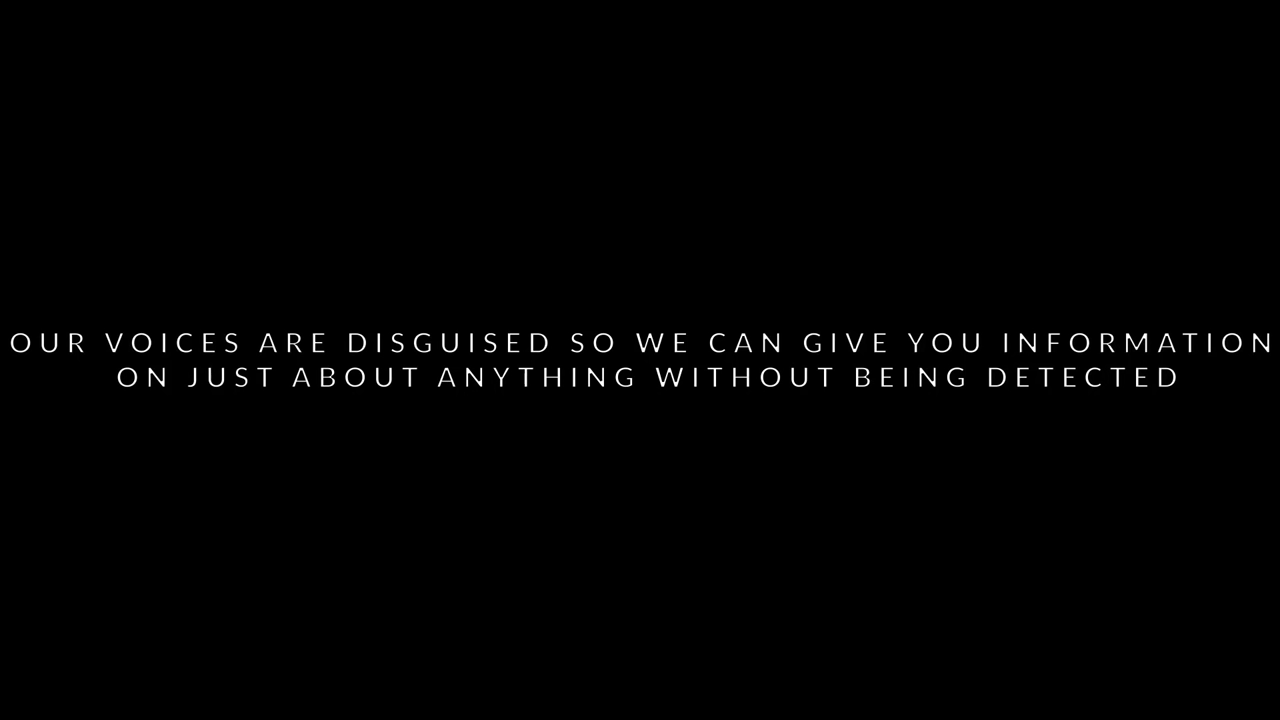 OUR VOICES ARE DISGUISED SO WE CAN GIVE YOU INFORMATION
ON JUST ABOUT ANYTHING WITHOUT BEING DETECTED